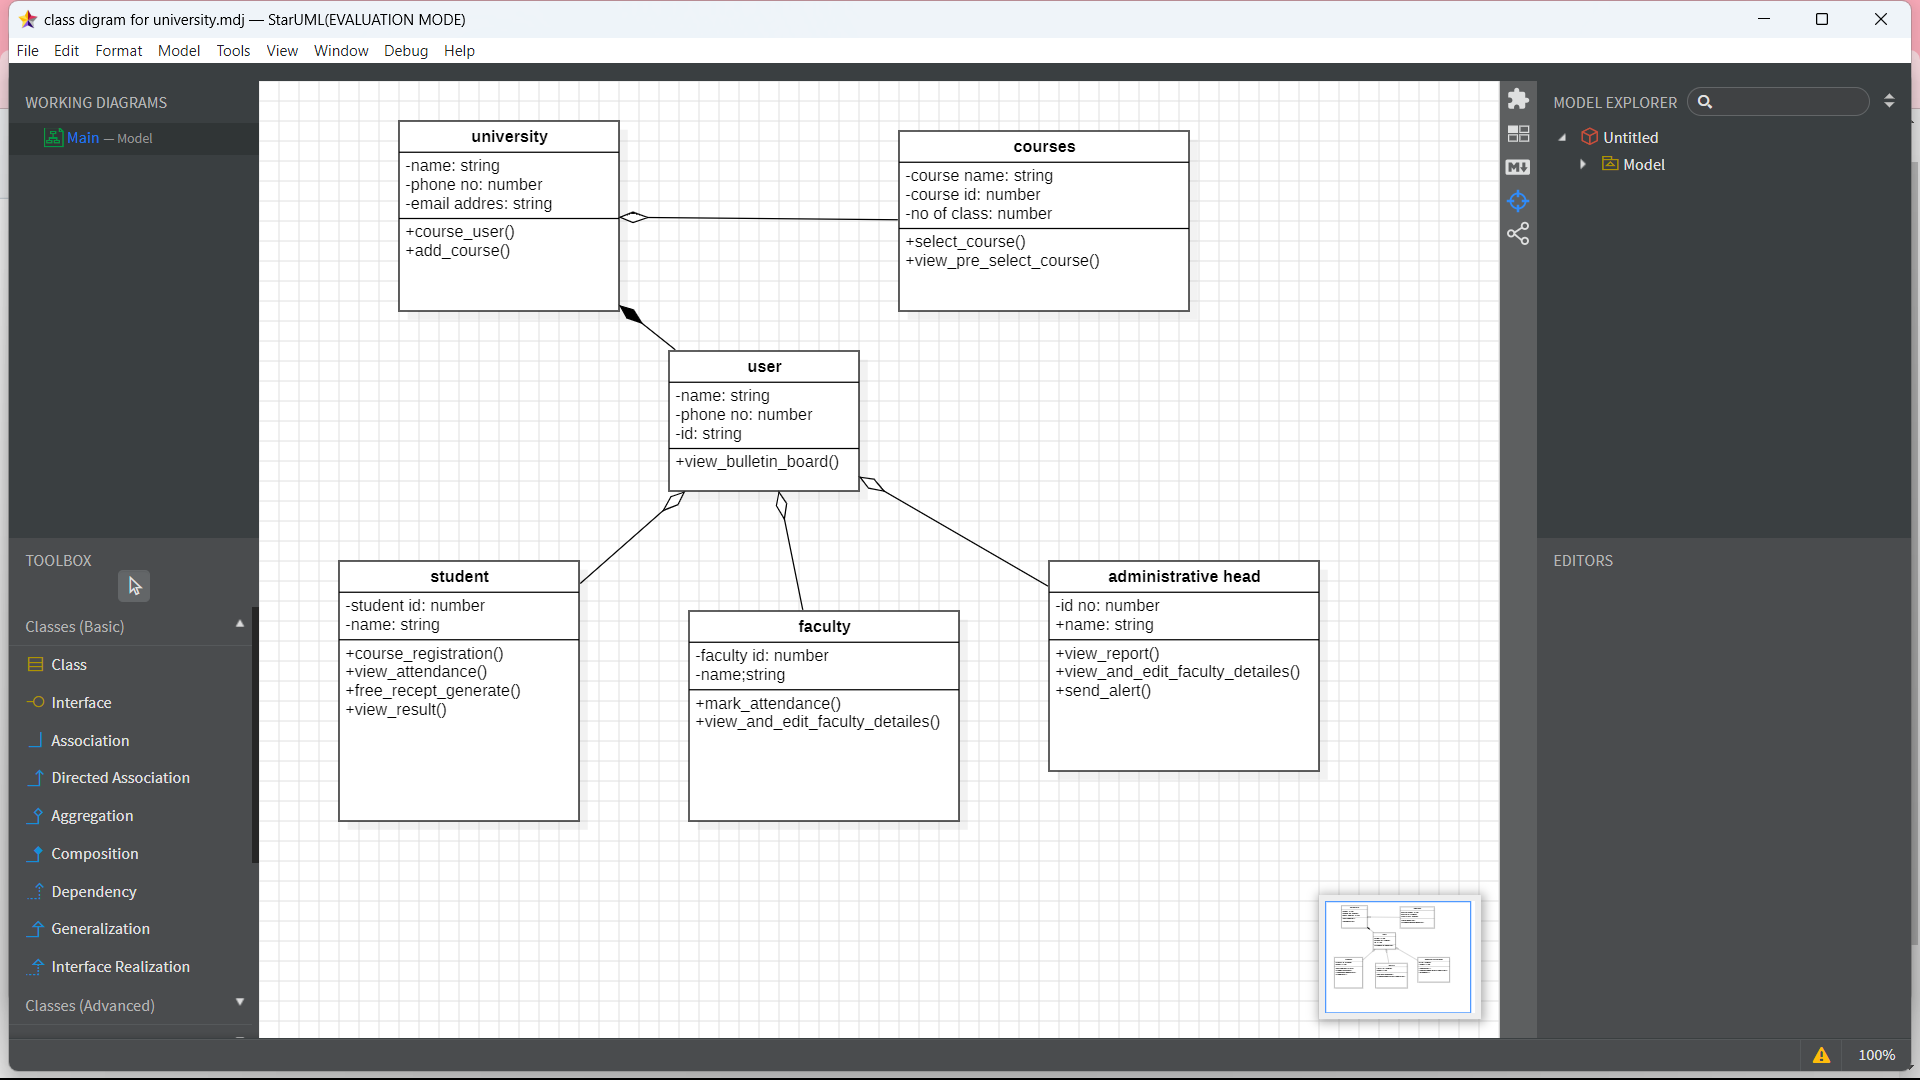 class digram for university.mdj — StarUML(EVALUATION MODE)
File Edit Format Model Tools View Window Debug Help
WORKING DIAGRAMS
Main — Model
TOOLBOX
Classes (Basic)
Class
Interface
Association
Directed Association
Aggregation
Composition
Dependency
Generalization
Interface Realization
Classes (Advanced)
university
-name: string
-phone no: number
-email addres: string
+course_user()
+add_course()
courses
-course name: string
-course id: number
-no of class: number
+select_course()
+view_pre_select_course()
user
-name: string
-phone no: number
-id: string
+view_bulletin_board()
student
-student id: number
-name: string
+course_registration()
+view_attendance()
+free_recept_generate()
+view_result()
faculty
-faculty id: number
-name;string
+mark_attendance()
+view_and_edit_faculty_detailes()
administrative head
-id no: number
+name: string
+view_report()
+view_and_edit_faculty_detailes()
+send_alert()
MODEL EXPLORER
Untitled
Model
EDITORS
100%